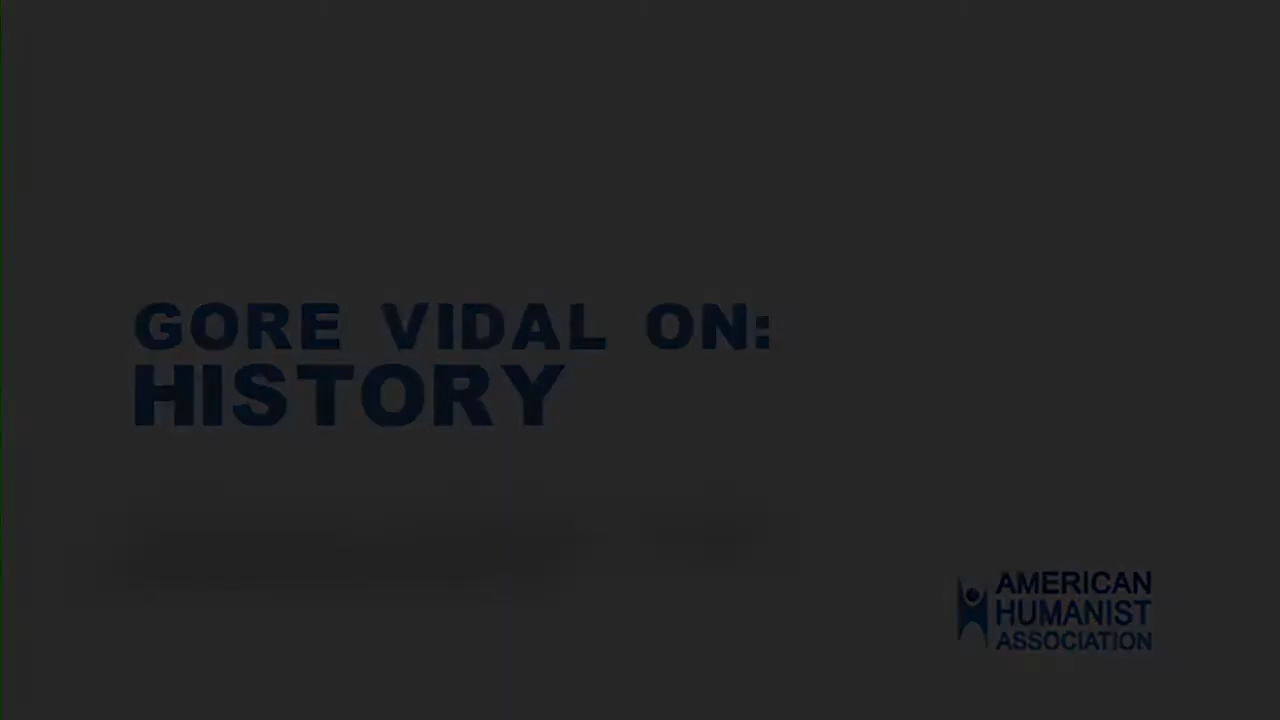 GORE VIDAL ON:
HISTORY
AMERICAN
HUMANIST
ASSOCIATION